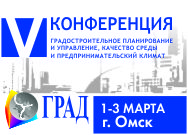 V КОНФЕРЕНЦИЯ
ГРАДОСТРОИТЕЛЬНОЕ ПЛАНИРОВАНИЕ
И УПРАВЛЕНИЕ, КАЧЕСТВО СРЕДЫ
И ПРЕДПРИНИМАТЕЛЬСКИЙ КЛИМАТ
ГРАД
1-3 МАРТА
г. Омск